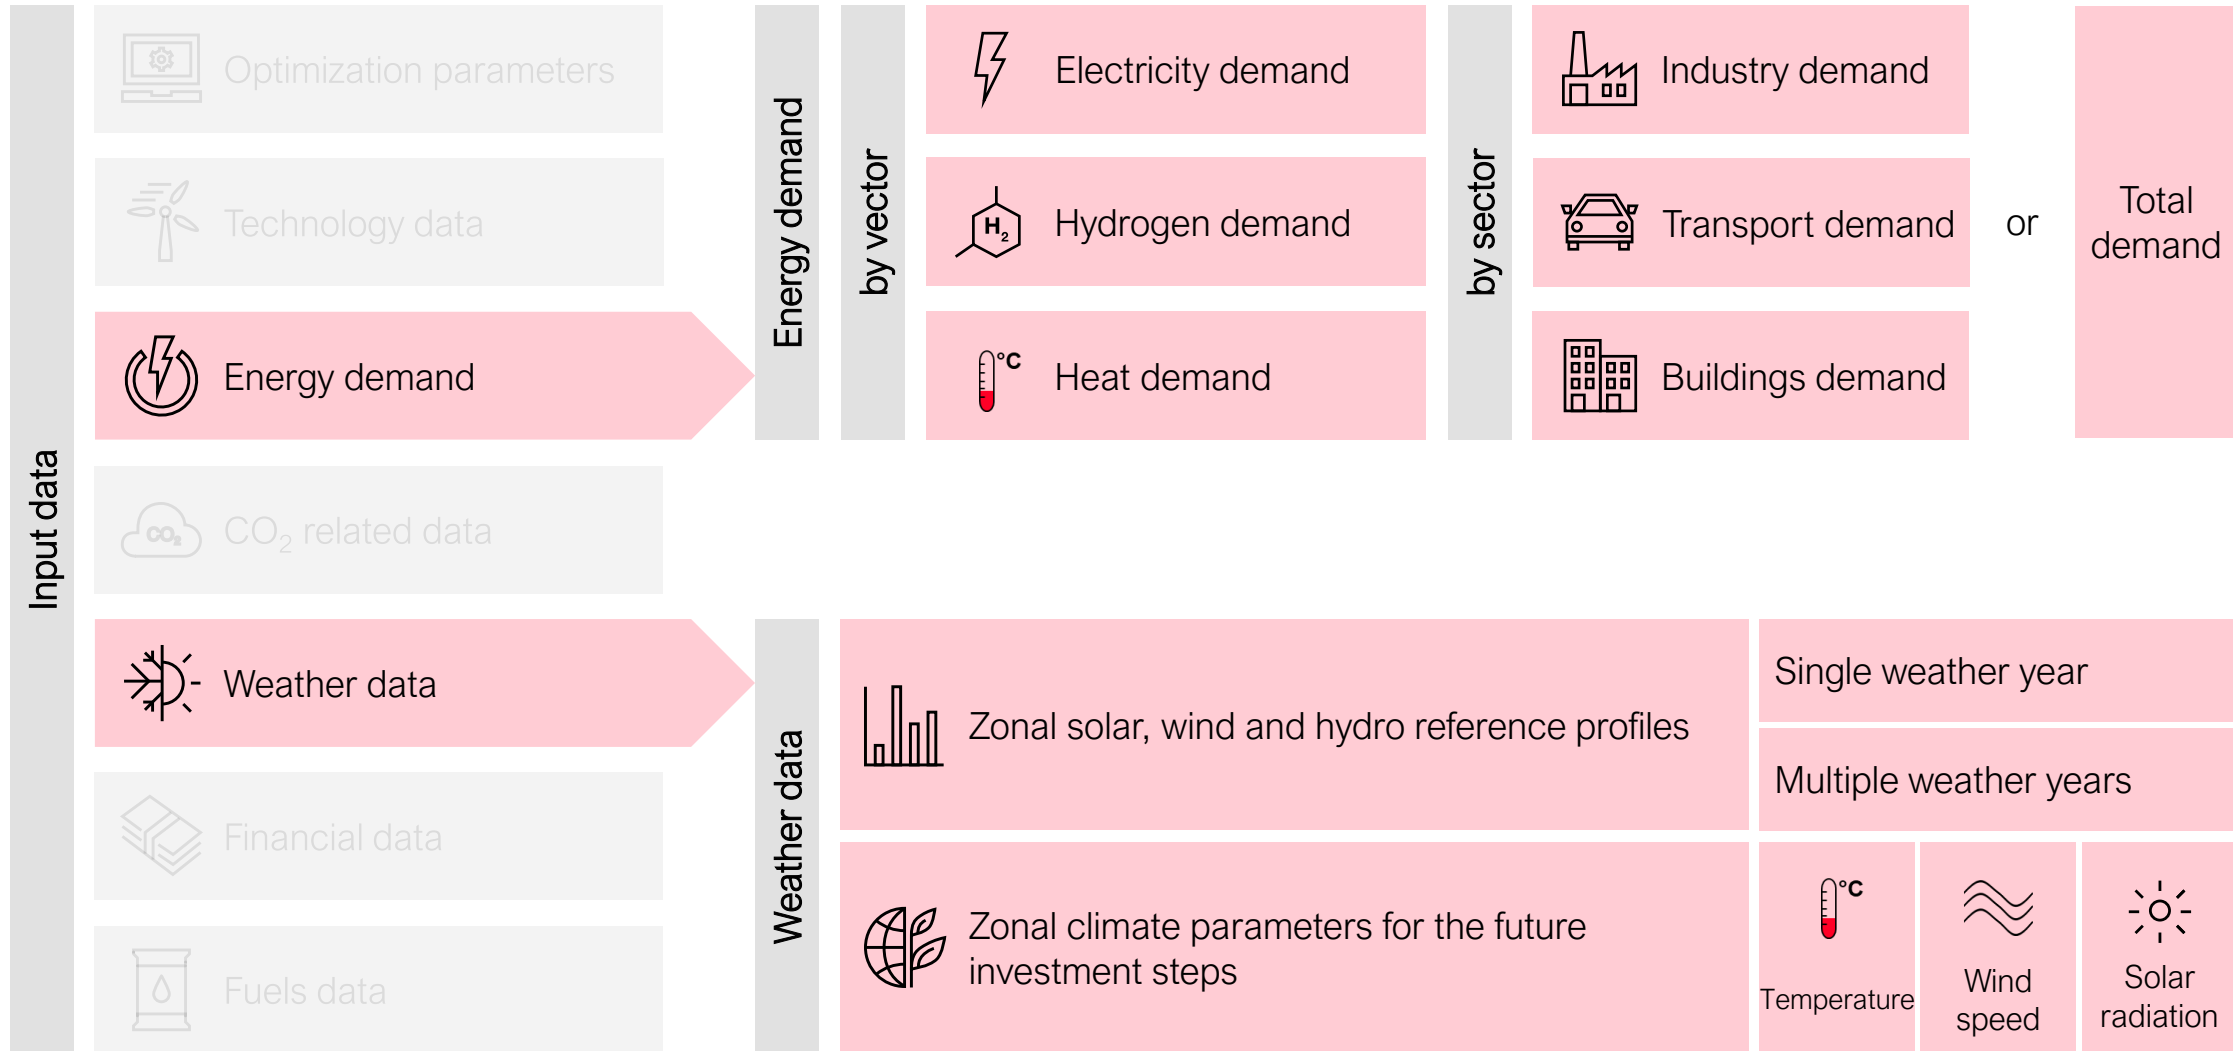 Input data
Optimization parameters
Technology data
Energy demand
CO₂ related data
Weather data
Financial data
Fuels data
Energy demand
by vector
Electricity demand
H₂
Hydrogen demand
°C
Heat demand
by sector
Industry demand
Transport demand
Buildings demand
or
Total
demand
CO₂
Weather data
Zonal solar, wind and hydro reference profiles
Single weather year
Multiple weather years
Zonal climate parameters for the future
investment steps
°C
Temperature
Wind
speed
Solar
radiation